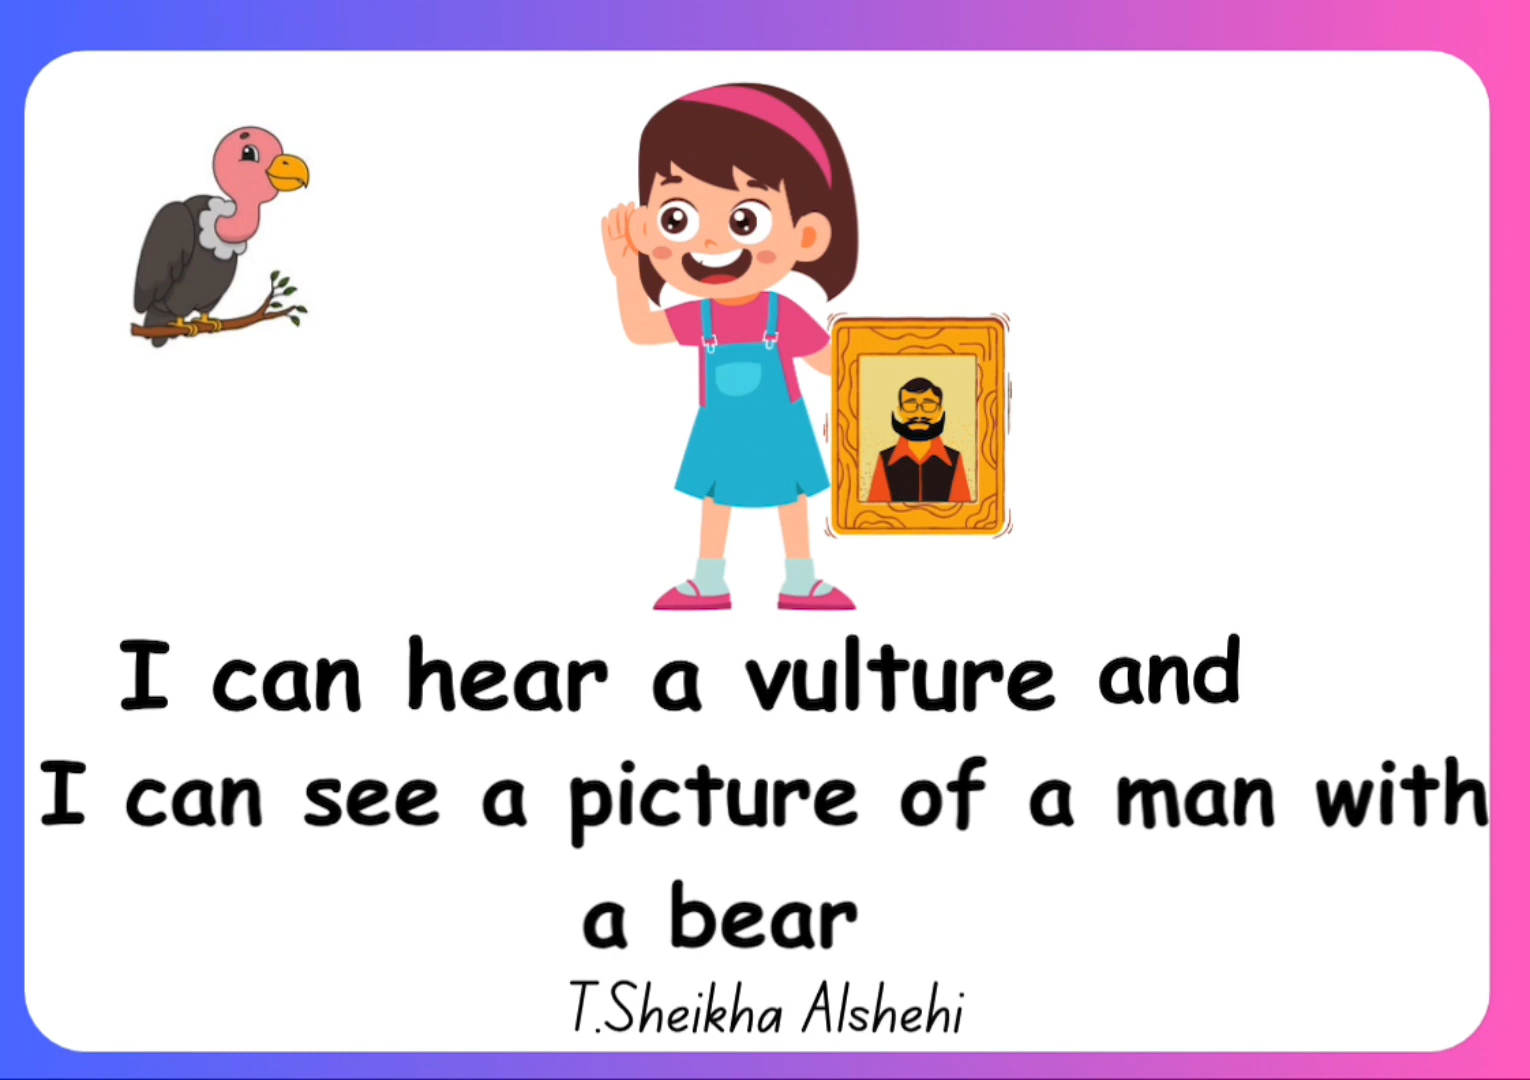 I can hear a vulture and
I can see a picture of a man with
a bear
T.Sheikha Alshehi